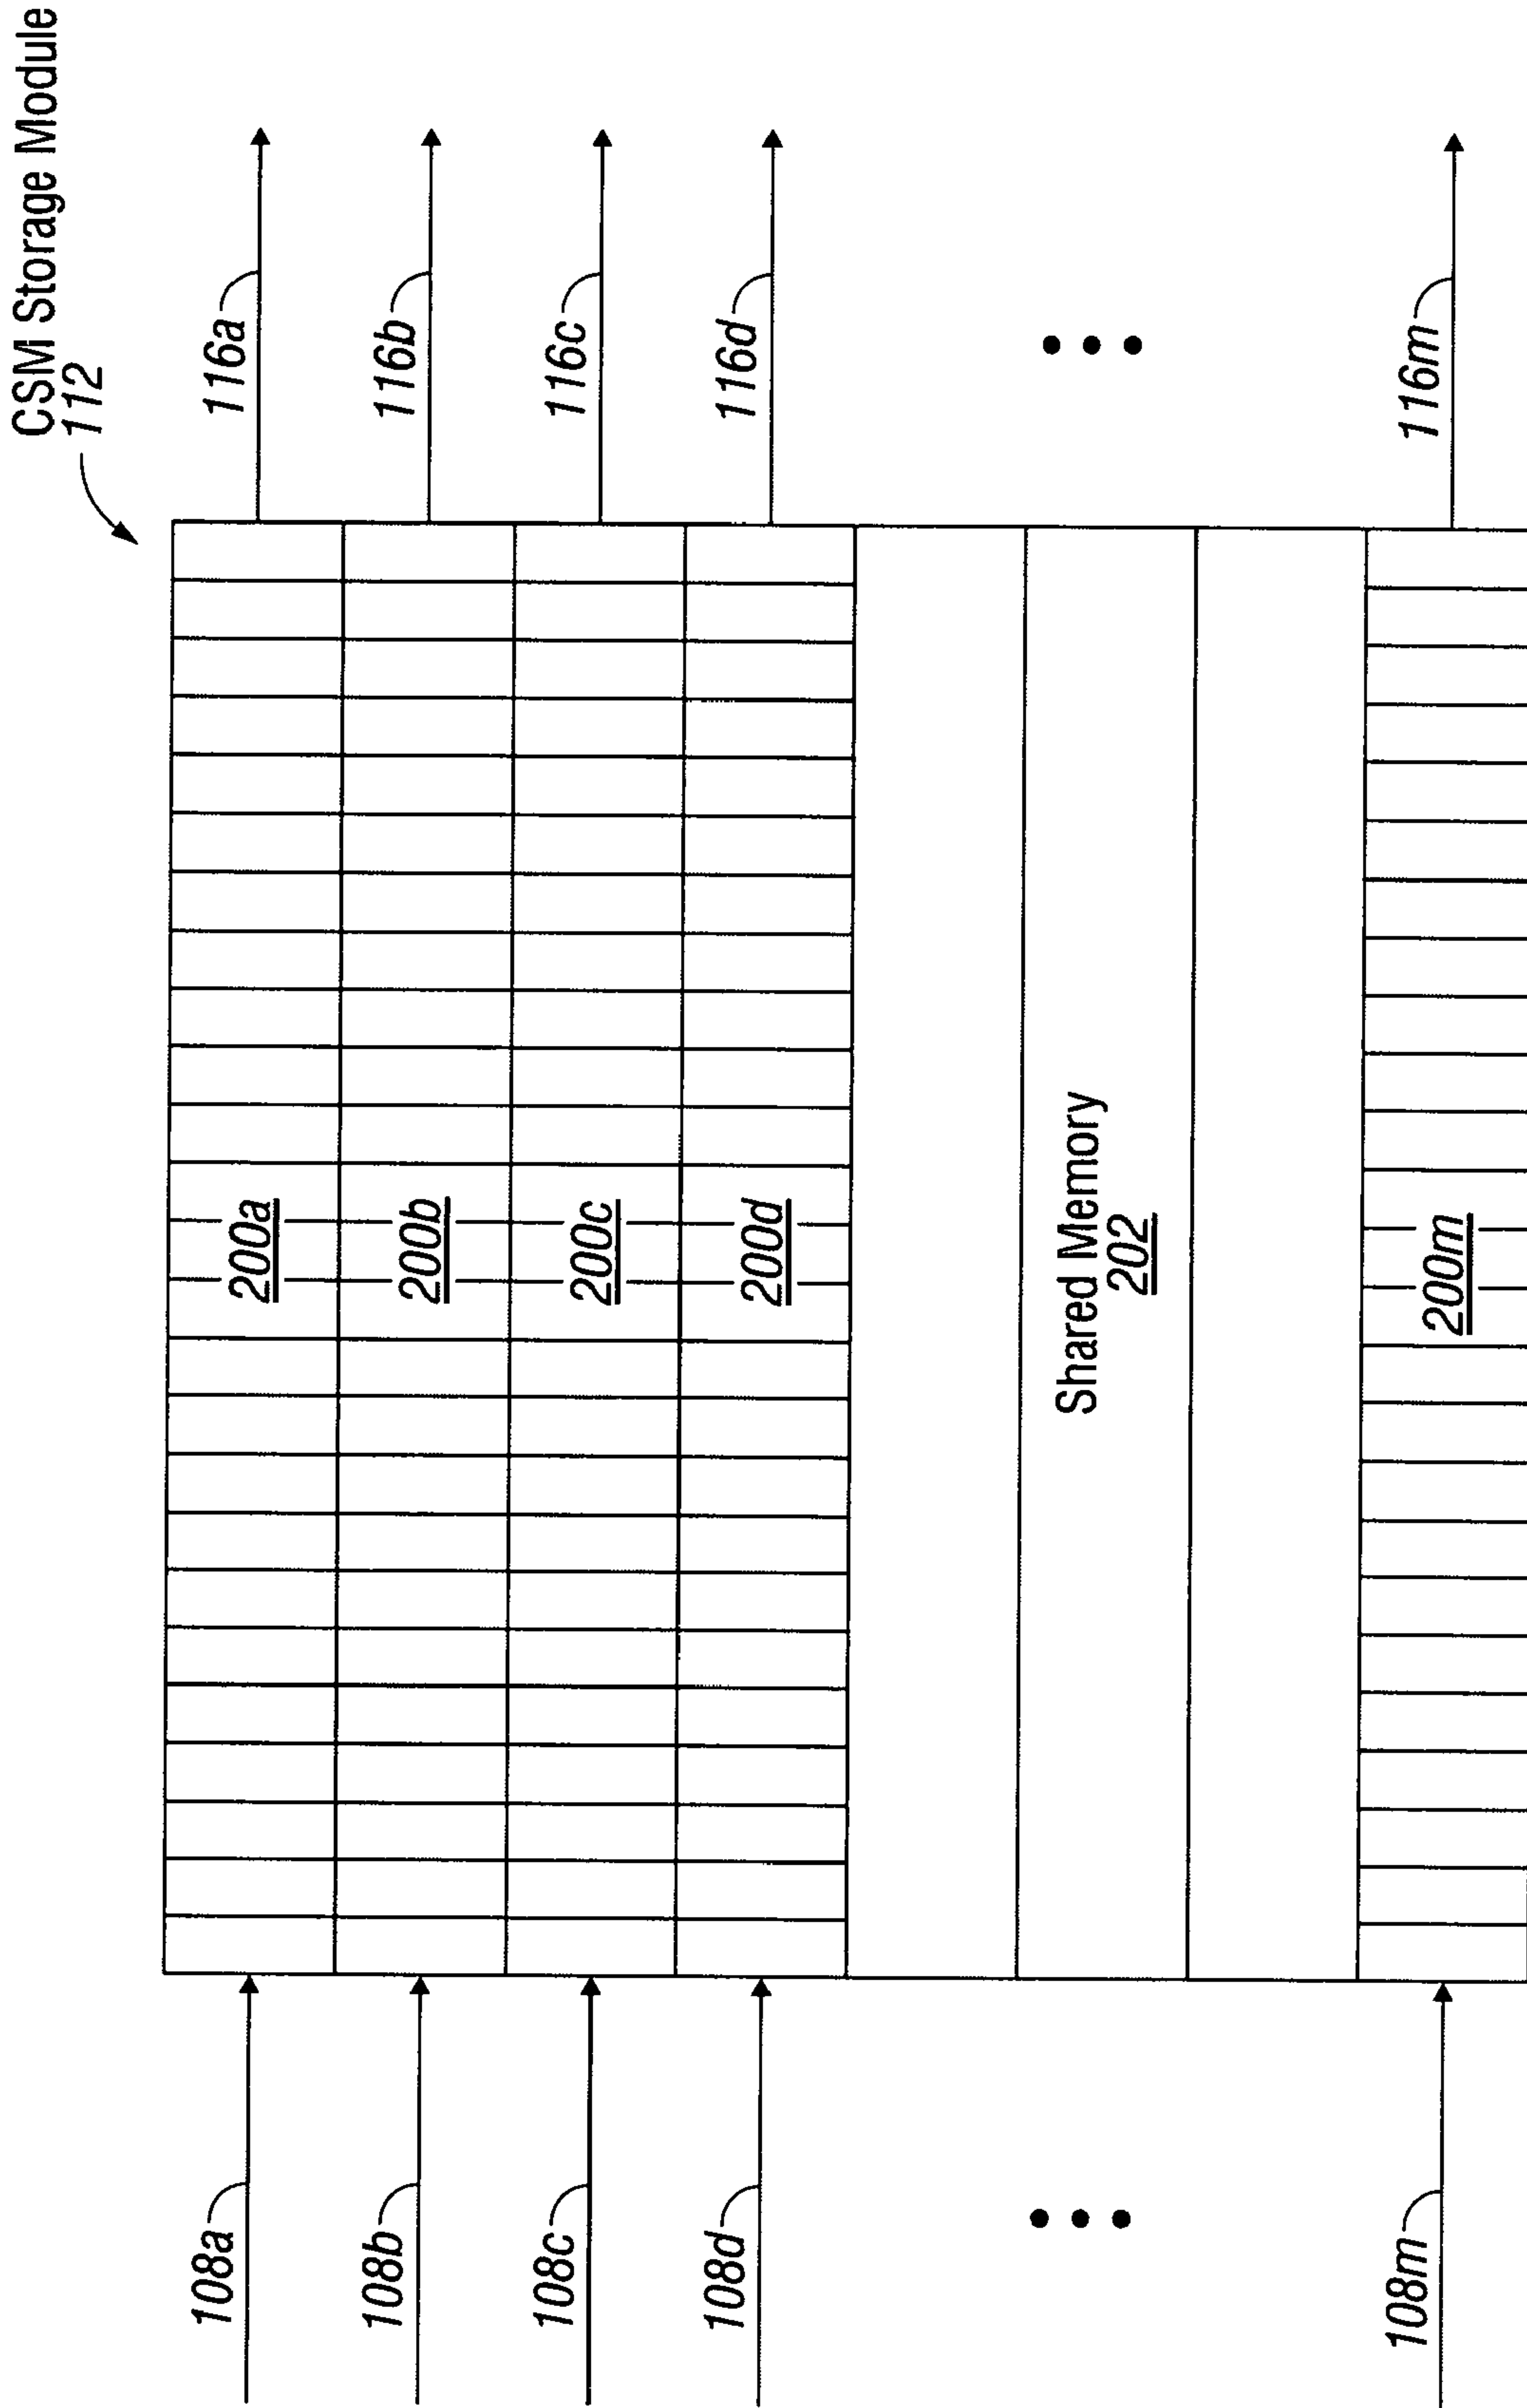 CSM Storage Module
112
116a
116b
116c
116d
116m
200a
200b
200c
200d
Shared Memory
202
200m
108a
108b
108c
108d
108m